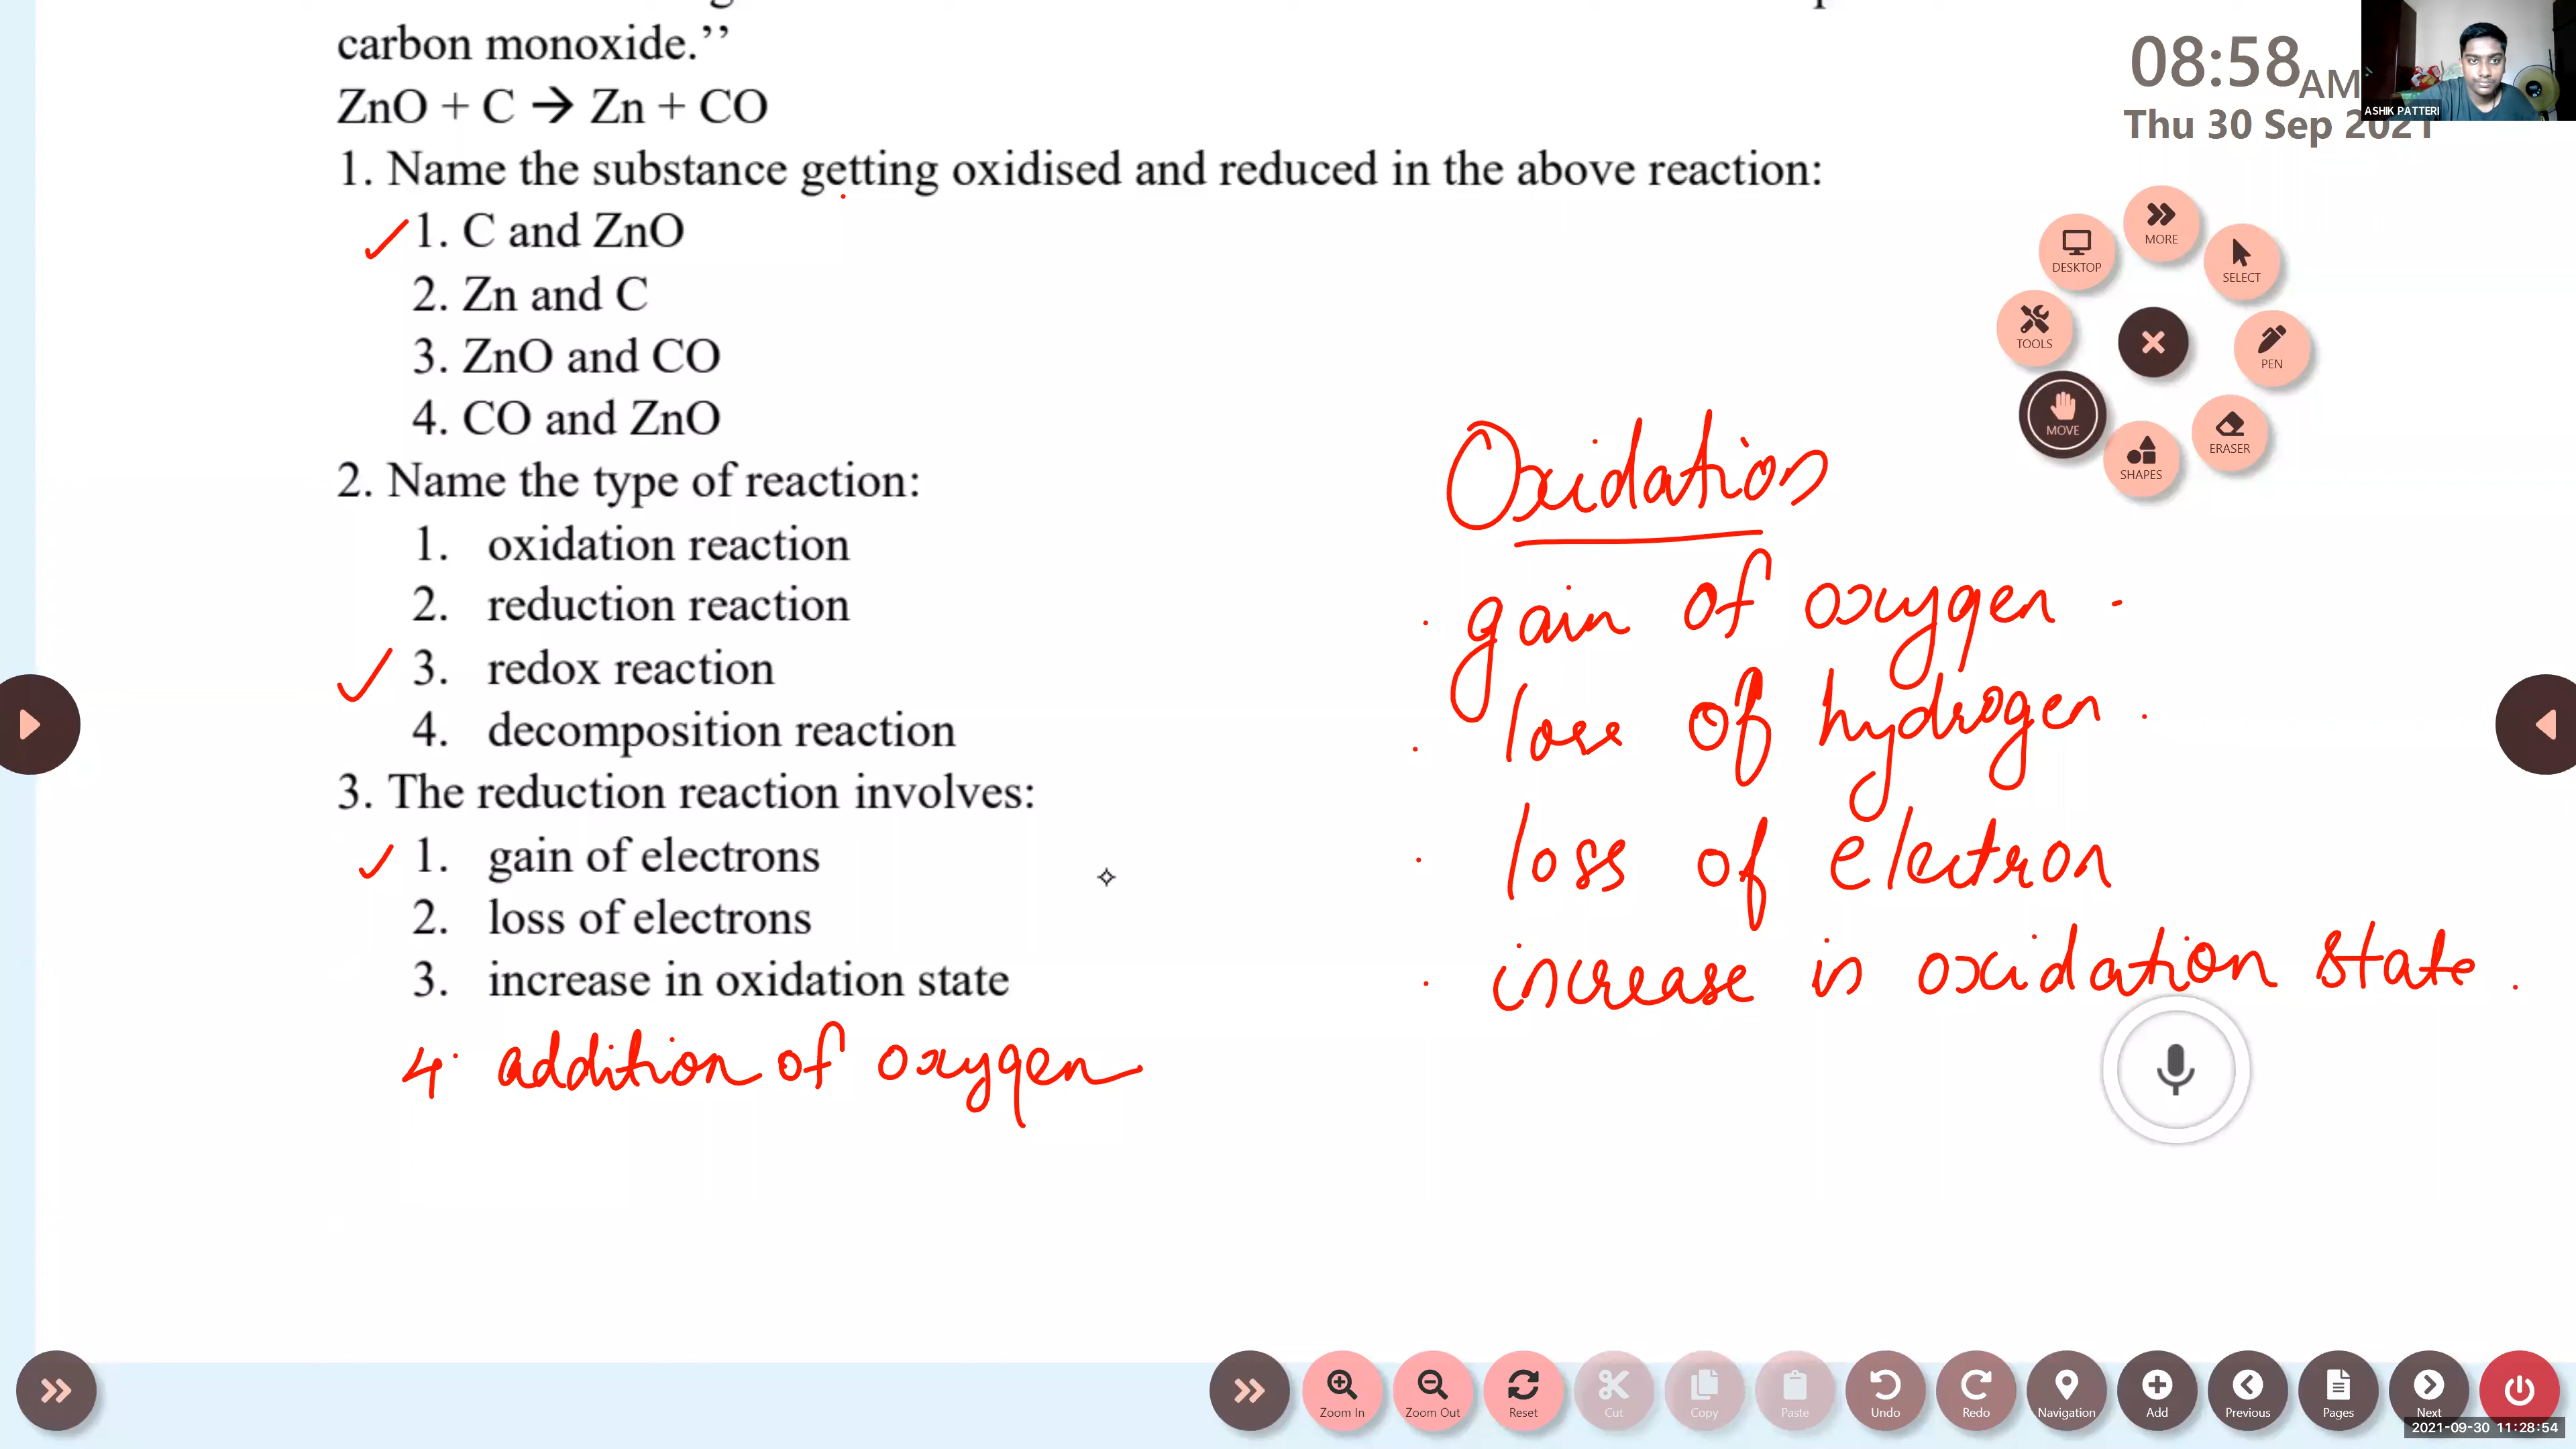 carbon monoxide.’’
ZnO + C → Zn + CO
1. Name the substance getting oxidised and reduced in the above reaction:
1. C and ZnO
2. Zn and C
3. ZnO and CO
4. CO and ZnO
2. Name the type of reaction:
1. oxidation reaction
2. reduction reaction
3. redox reaction
4. decomposition reaction
3. The reduction reaction involves:
1. gain of electrons
2. loss of electrons
3. increase in oxidation state
4. addition of oxygen
Oxidation
. gain of oxygen .
. loss of hydrogen .
. loss of electron
. increase in oxidation state .
08:58 AM
Thu 30 Sep 2021
ASHIK PATTERI
MORE
SELECT
PEN
ERASER
SHAPES
MOVE
TOOLS
DESKTOP
Zoom In
Zoom Out
Reset
Cut
Copy
Paste
Undo
Redo
Navigation
Add
Previous
Pages
Next
2021-09-30 11:28:54